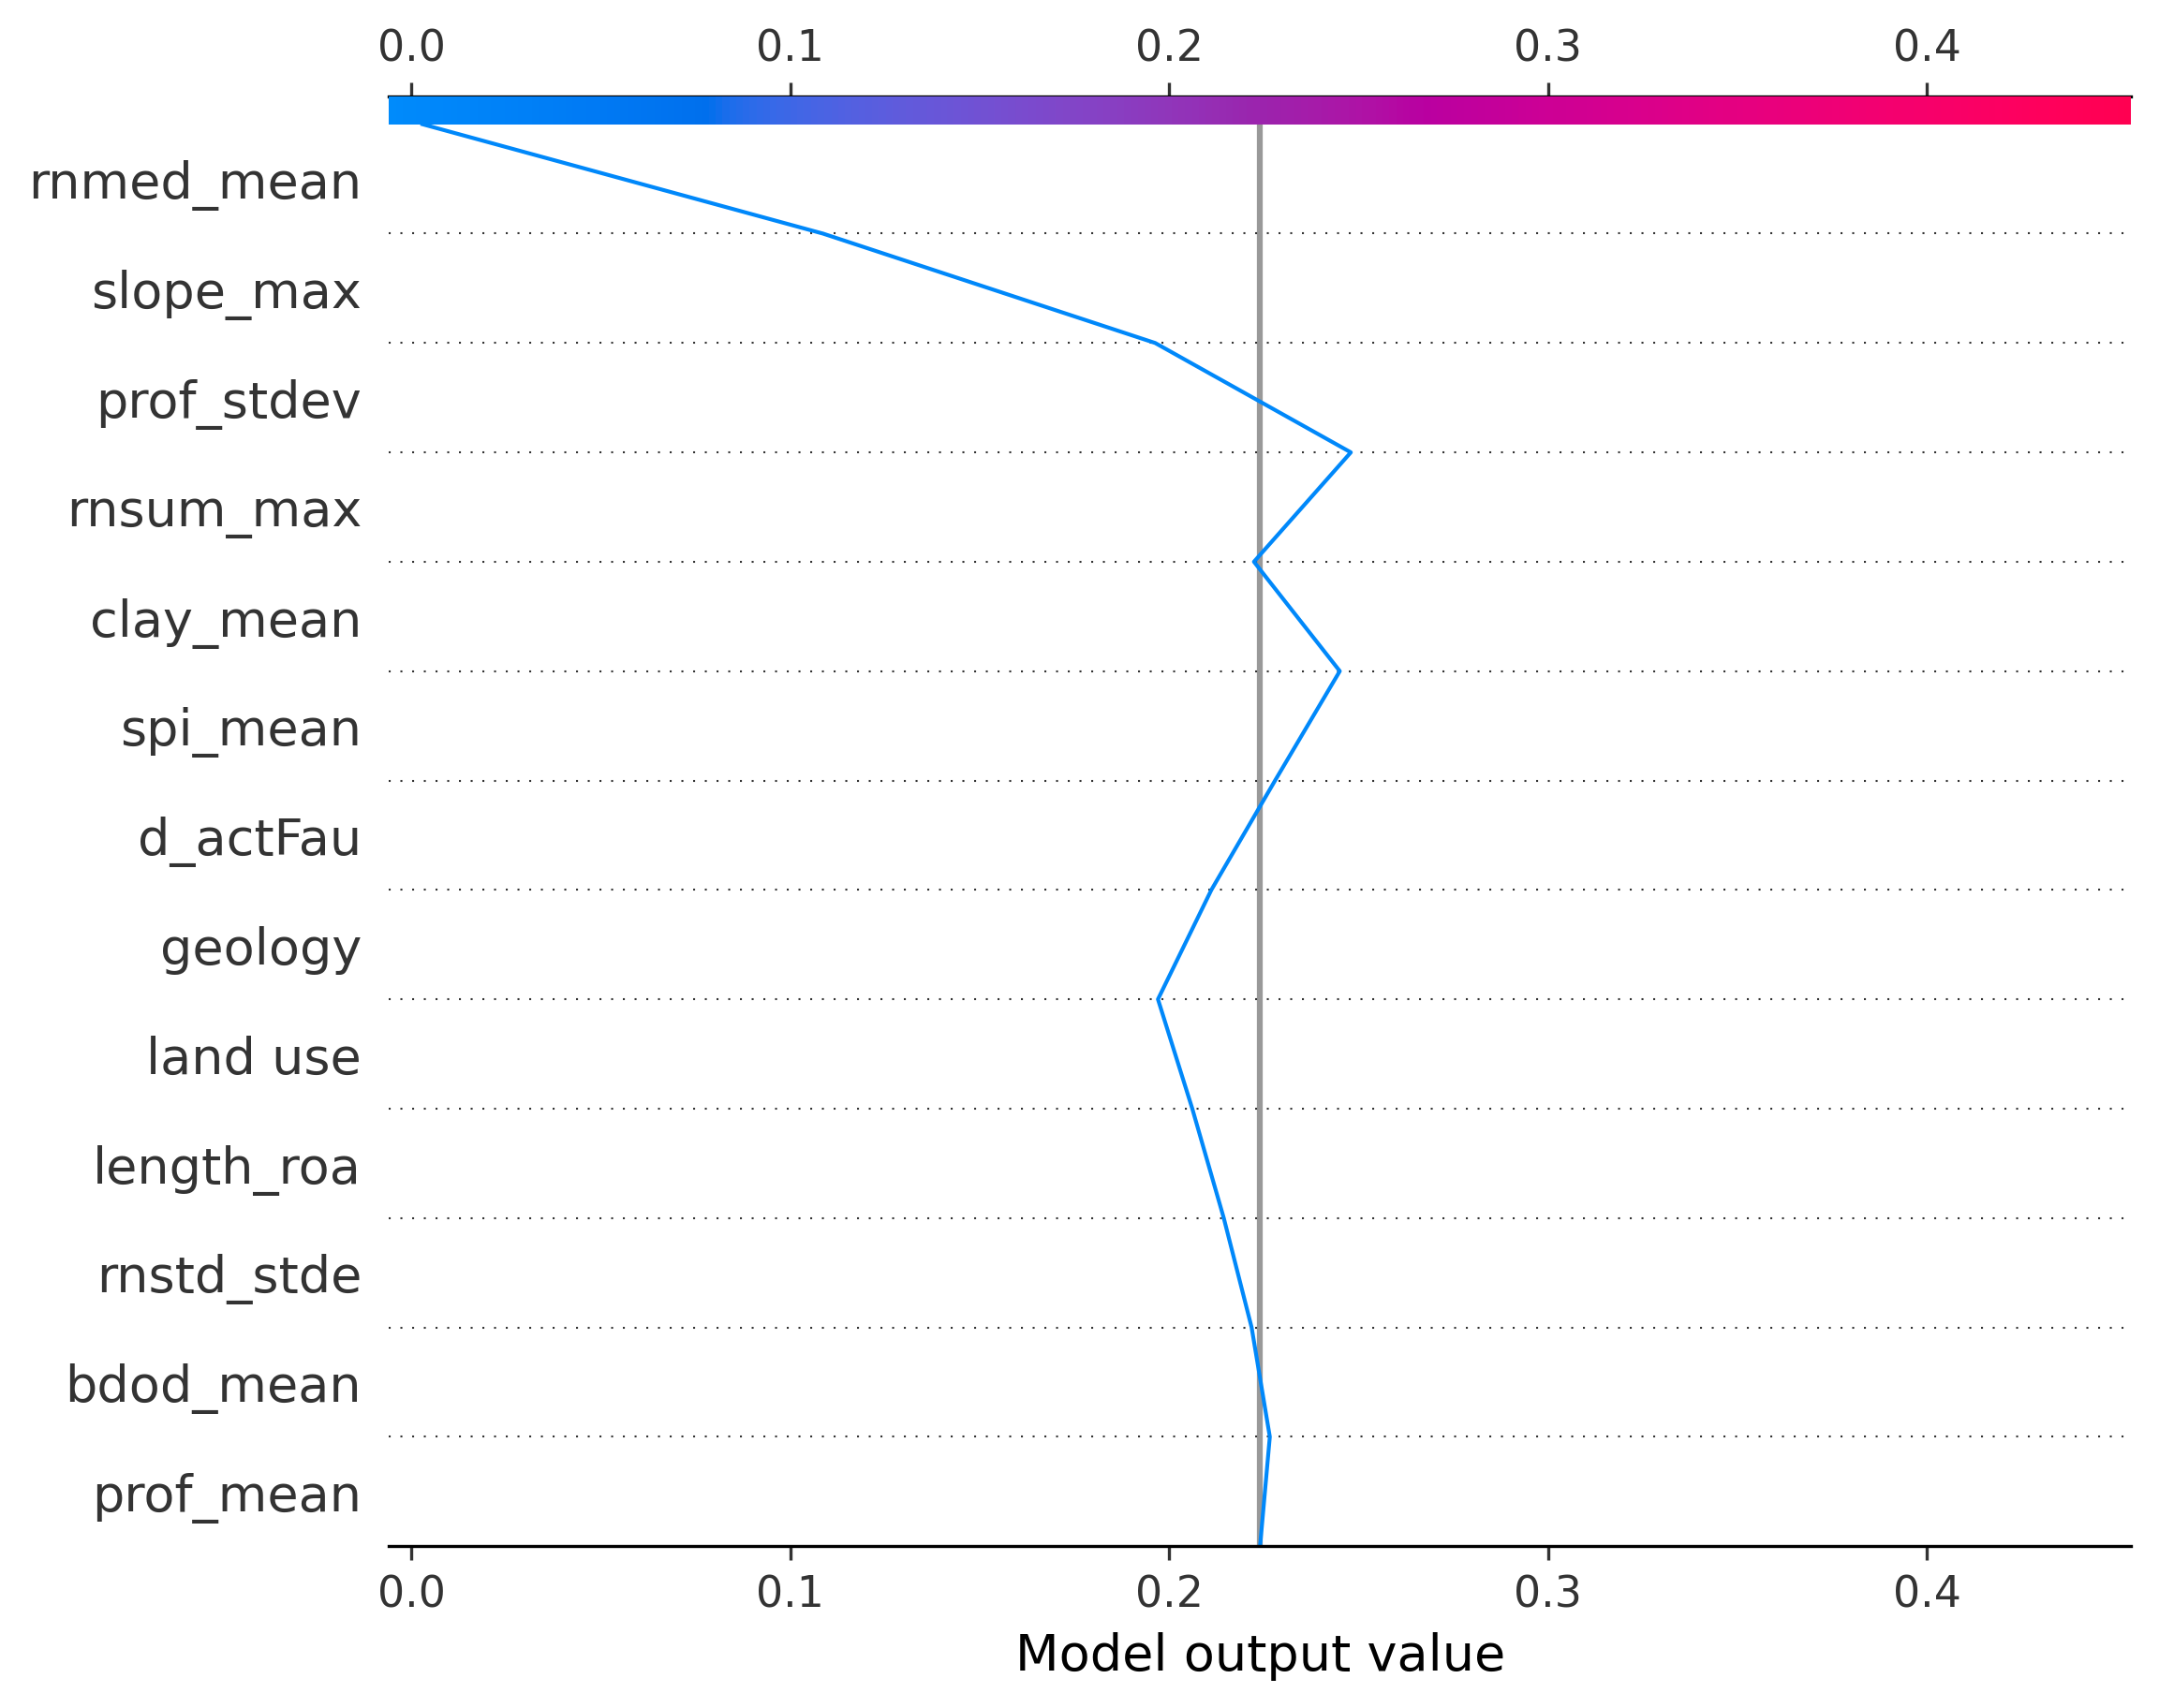 0.0 0.1 0.2 0.3 0.4
rnmed_mean
slope_max
prof_stdev
rnsum_max
clay_mean
spi_mean
d_actFau
geology
land use
length_roa
rnstd_stde
bdod_mean
prof_mean
0.0 0.1 0.2 0.3 0.4
Model output value